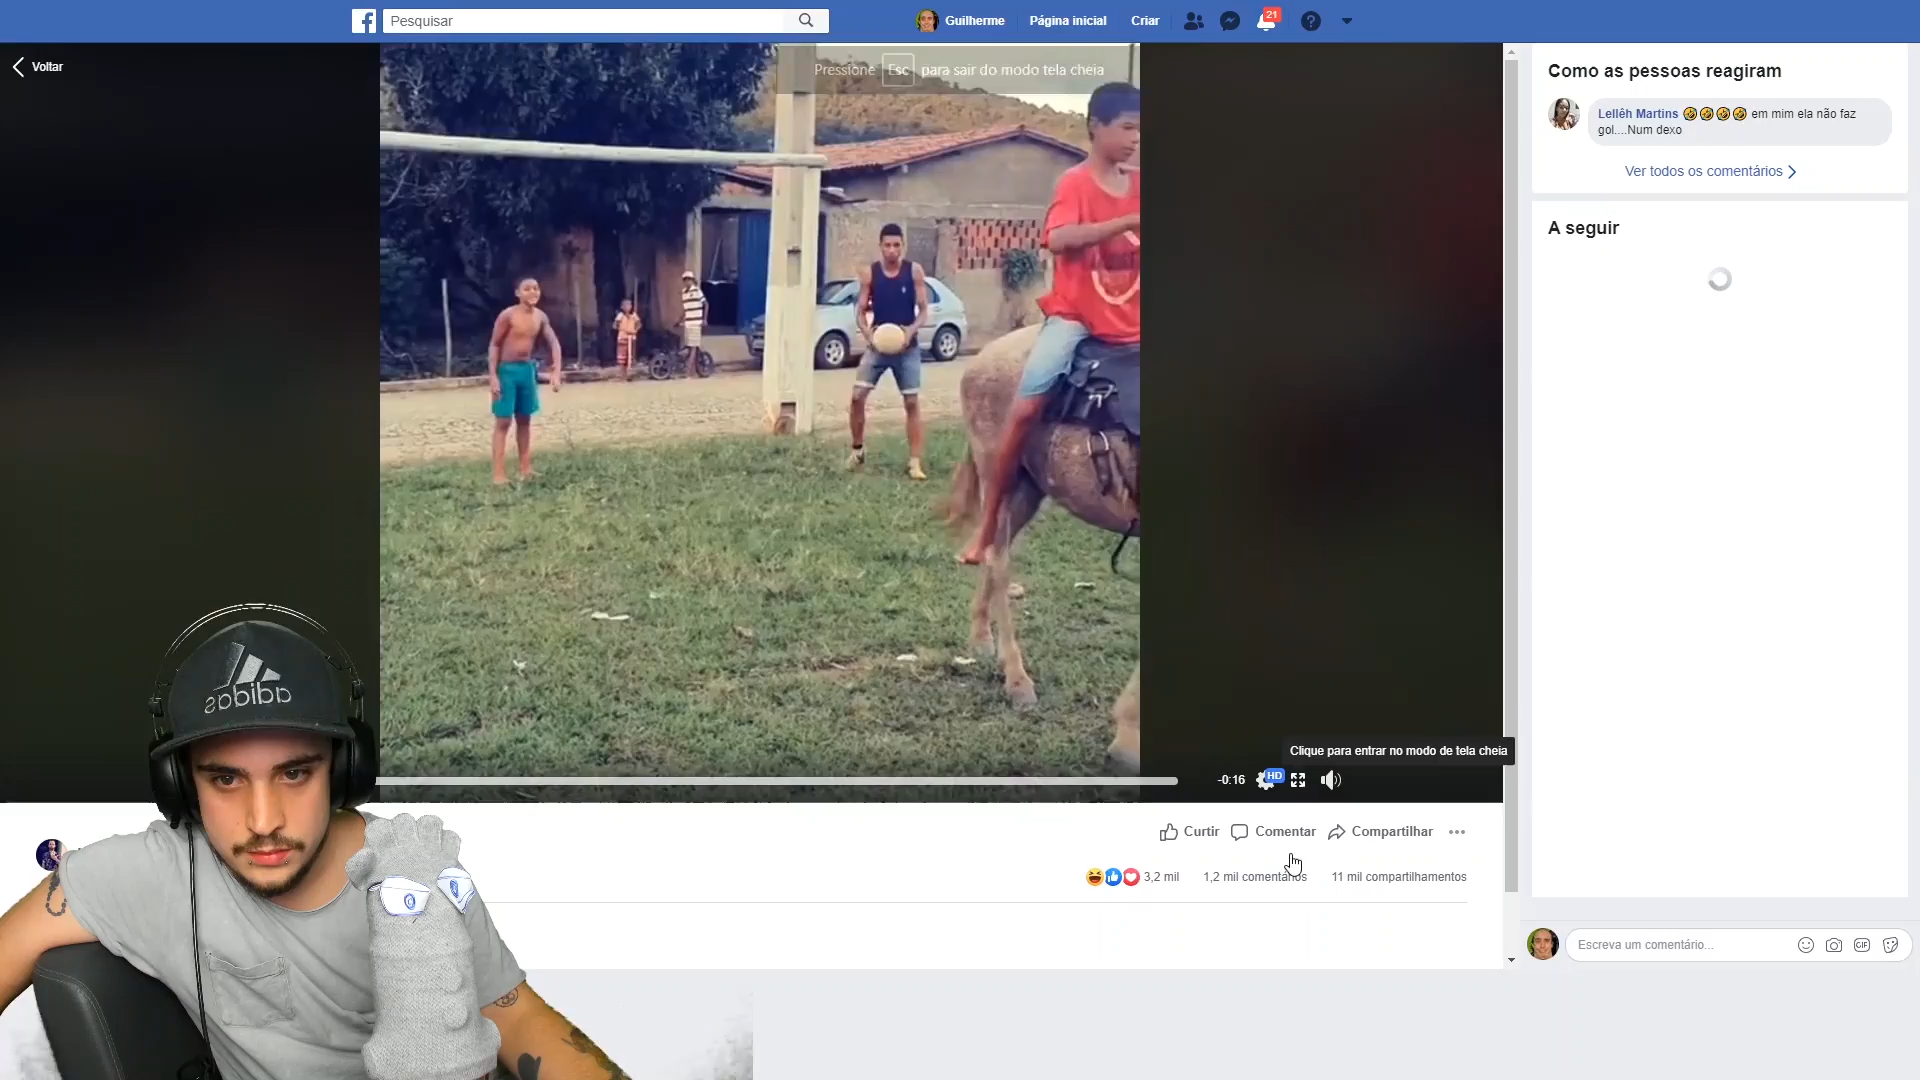 Pesquisar
Guilherme
Página inicial
Criar
21
Voltar
Pressione Esc para sair do modo tela cheia
Como as pessoas reagiram
Lellêh Martins 🤣🤣🤣🤣 em mim ela não faz
gol....Num dexo
Ver todos os comentários
A seguir
Clique para entrar no modo de tela cheia
-0:16
HD
adidas
Curtir
Comentar
Compartilhar
3,2 mil
1,2 mil comentários
11 mil compartilhamentos
Escreva um comentário...
GIF